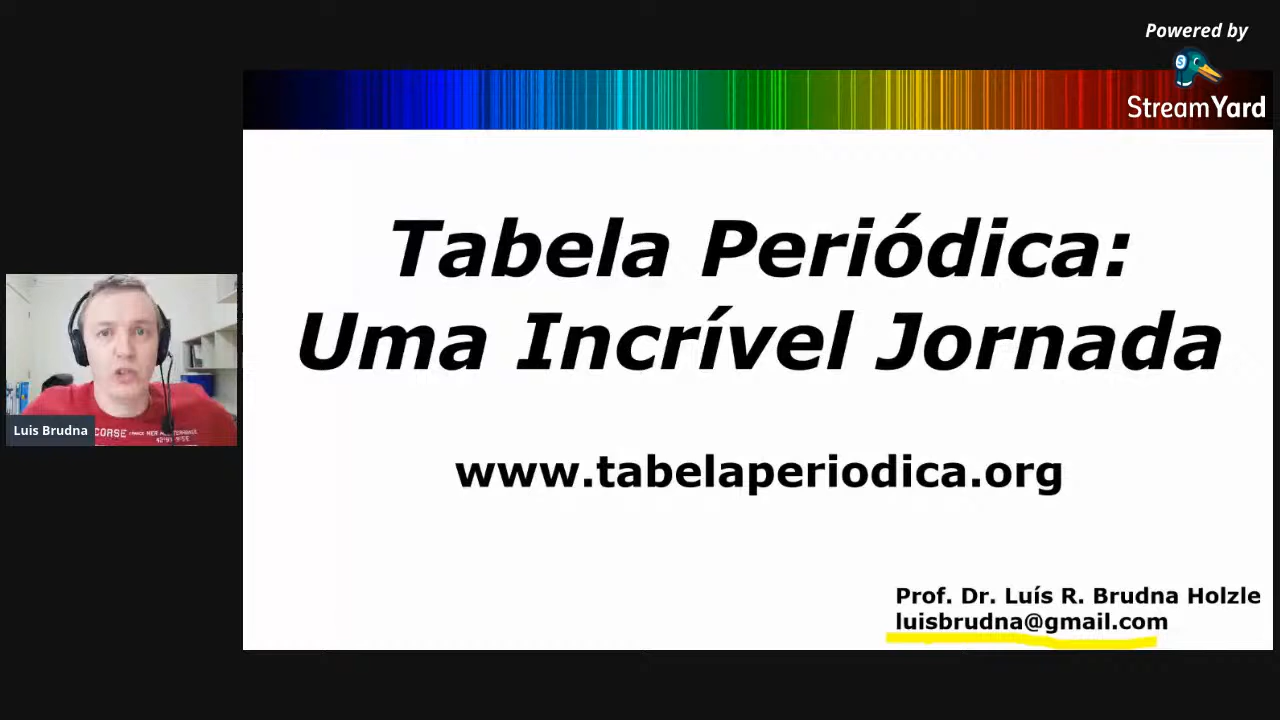 Powered by
StreamYard
Tabela Periódica:
Uma Incrível Jornada
www.tabelaperiodica.org
Luis Brudna
CORSE
Prof. Dr. Luís R. Brudna Holzle
luisbrudna@gmail.com